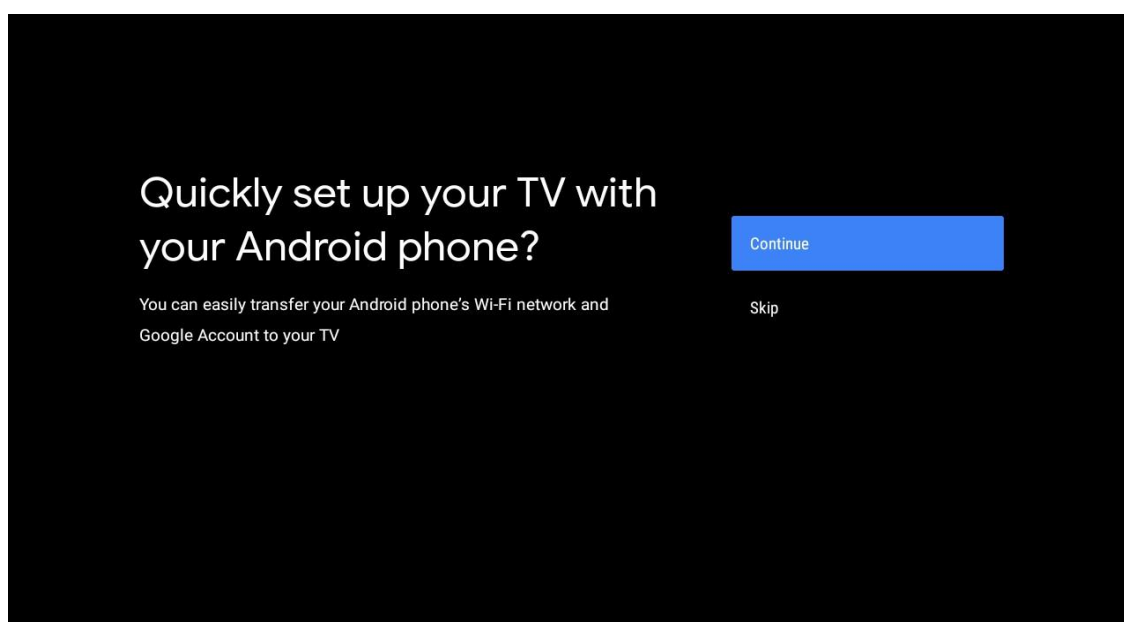 Quickly set up your TV with
your Android phone?
You can easily transfer your Android phone’s Wi-Fi network and
Google Account to your TV
Continue
Skip